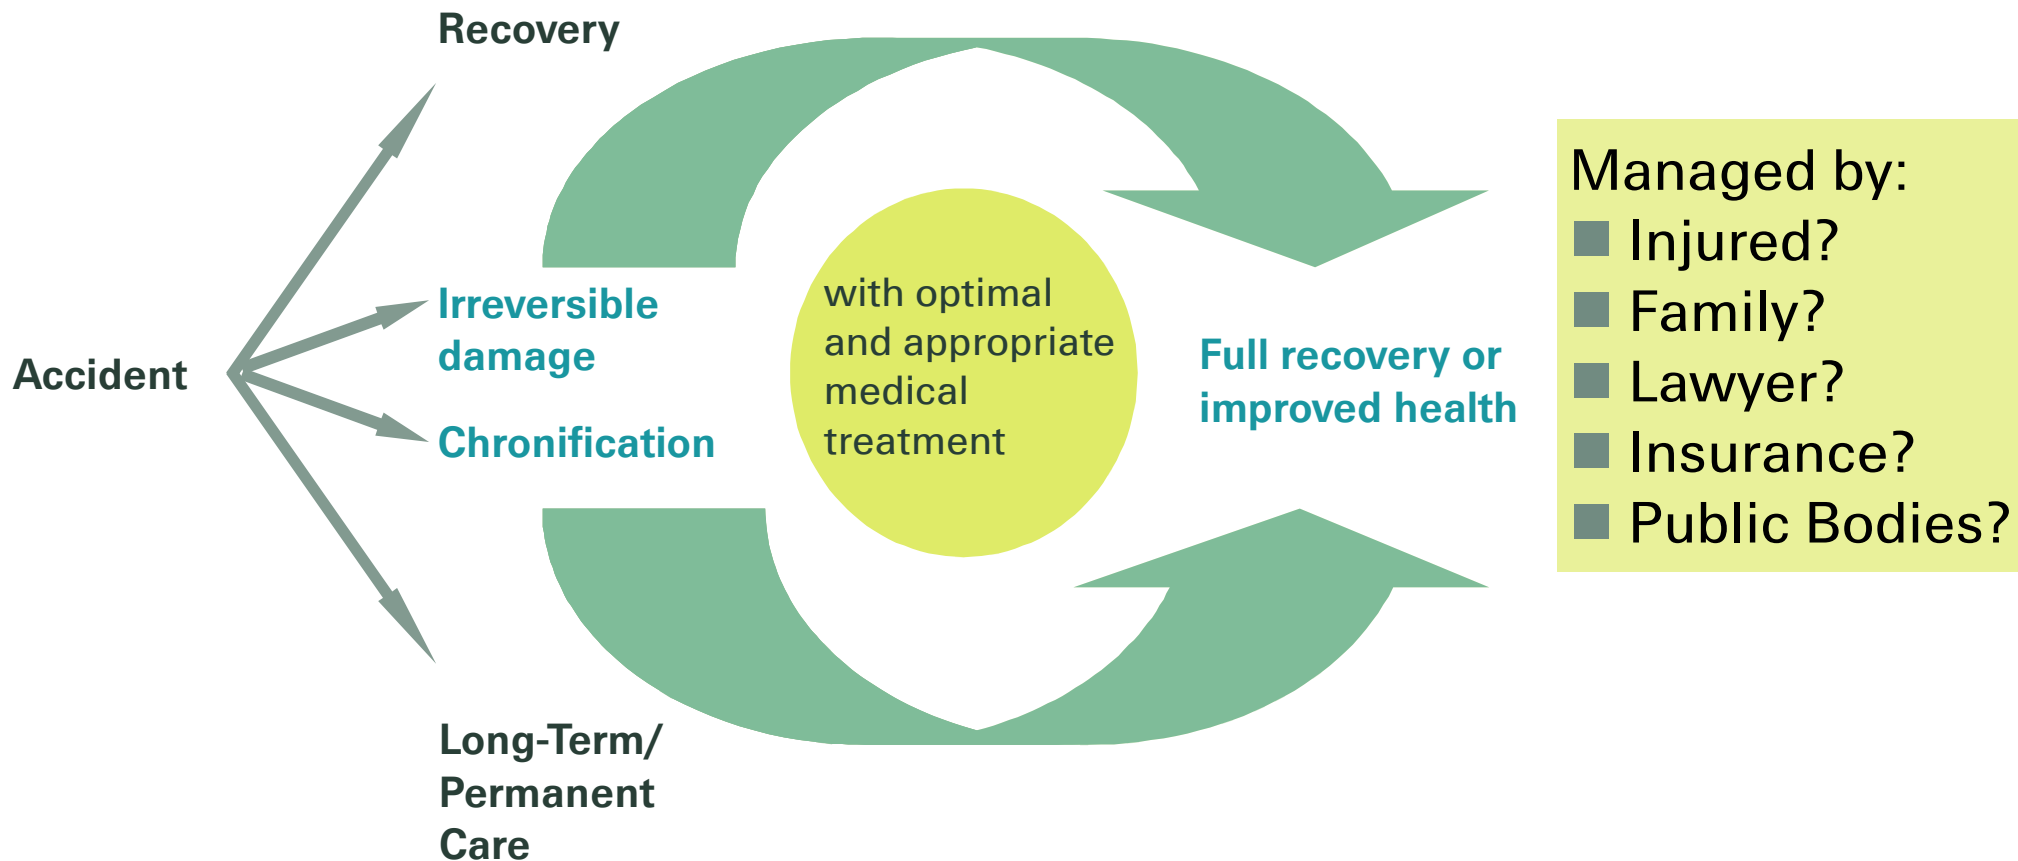 Recovery
Accident
Irreversible
damage
Chronification
Long-Term/
Permanent
Care
with optimal
and appropriate
medical
treatment
Full recovery or
improved health
Managed by:
Injured?
Family?
Lawyer?
Insurance?
Public Bodies?